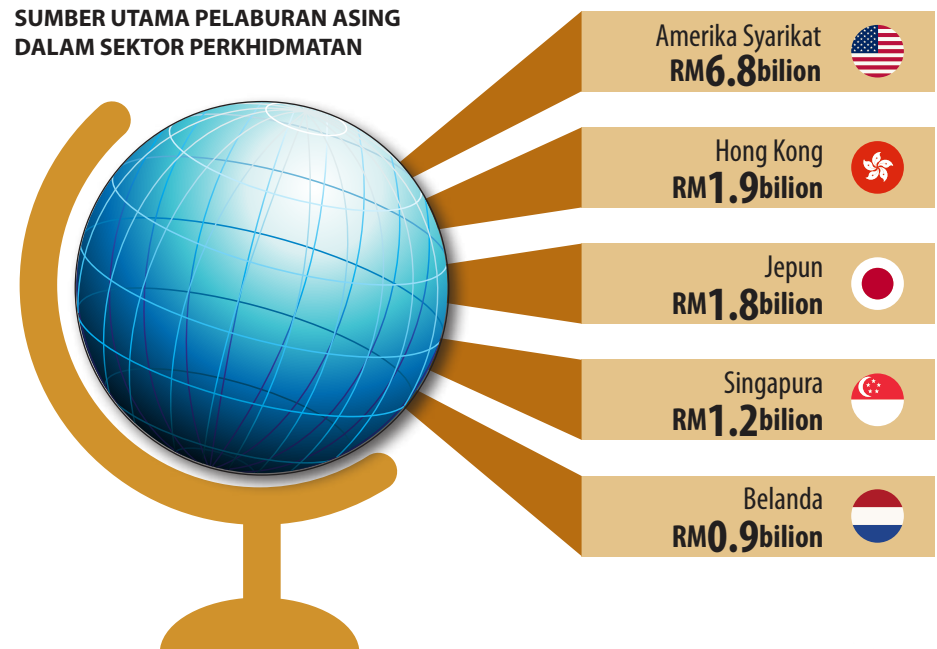 SUMBER UTAMA PELABURAN ASING
DALAM SEKTOR PERKHIDMATAN
Amerika Syarikat
RM6.8bilion
Hong Kong
RM1.9bilion
Jepun
RM1.8bilion
Singapura
RM1.2bilion
Belanda
RM0.9bilion